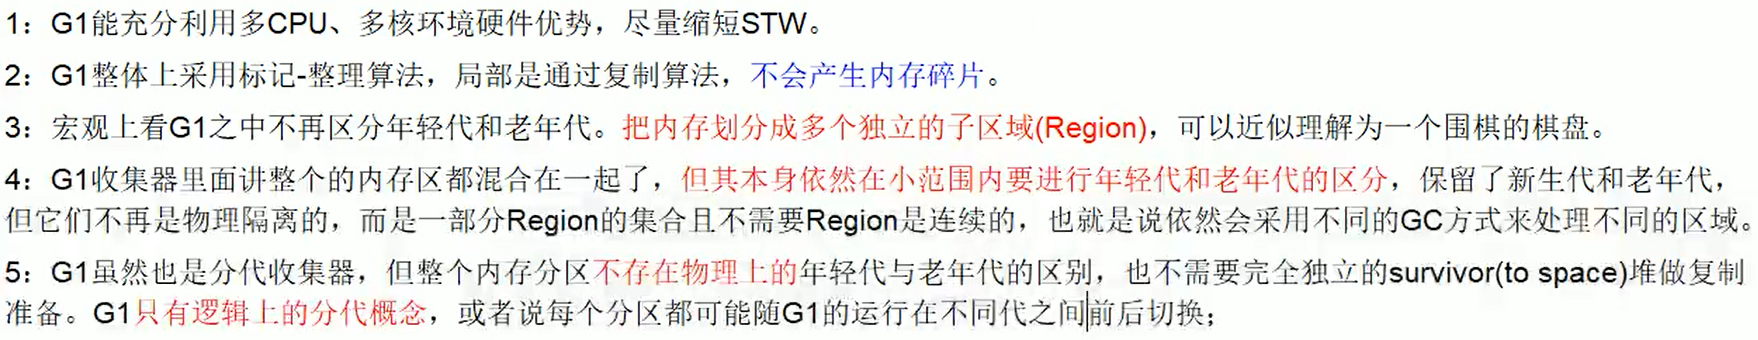 1：G1能充分利用多CPU、多核环境硬件优势，尽量缩短STW。
2：G1整体上采用标记-整理算法，局部是通过复制算法，不会产生内存碎片。
3：宏观上看G1之中不再区分年轻代和老年代。把内存划分成多个独立的子区域(Region)，可以近似理解为一个围棋的棋盘。
4：G1收集器里面讲整个的内存区都混合在一起了，但其本身依然在小范围内要进行年轻代和老年代的区分，保留了新生代和老年代，
但它们不再是物理隔离的，而是一部分Region的集合且不需要Region是连续的，也就是说依然会采用不同的GC方式来处理不同的区域。
5：G1虽然也是分代收集器，但整个内存分区不存在物理上的年轻代与老年代的区别，也不需要完全独立的survivor(to space)堆做复制
准备。G1只有逻辑上的分代概念，或者说每个分区都可能随G1的运行在不同代之间前后切换；